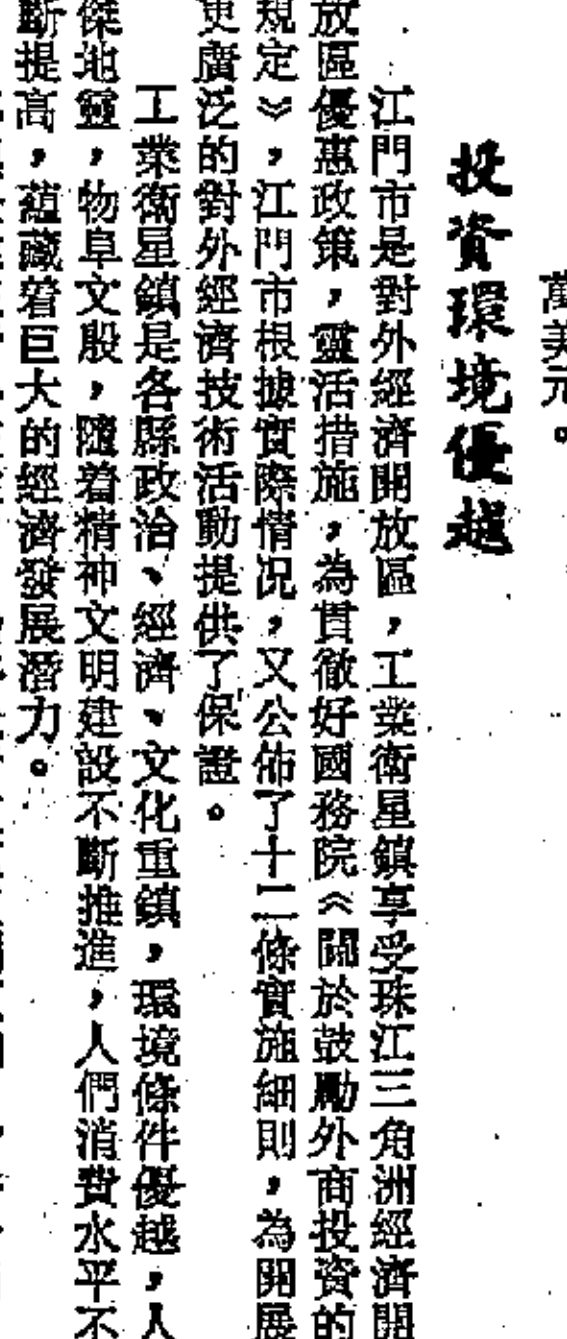 萬美元。
投資環境優越
江門市是對外經濟開放區，工業衛星鎮享受珠江三角洲經濟開
放區優惠政策，靈活措施，為貫徹好國務院《關於鼓勵外商投資的
規定》，江門市根據實際情況，又公佈了十二條實施細則，為開展
更廣泛的對外經濟技術活動提供了保證。
工業衛星鎮是各縣政治、經濟、文化重鎮，環境條件優越，人
傑地靈，物阜文殷，隨着精神文明建設不斷推進，人們消費水平不
斷提高，蘊藏着巨大的經濟發展潛力。